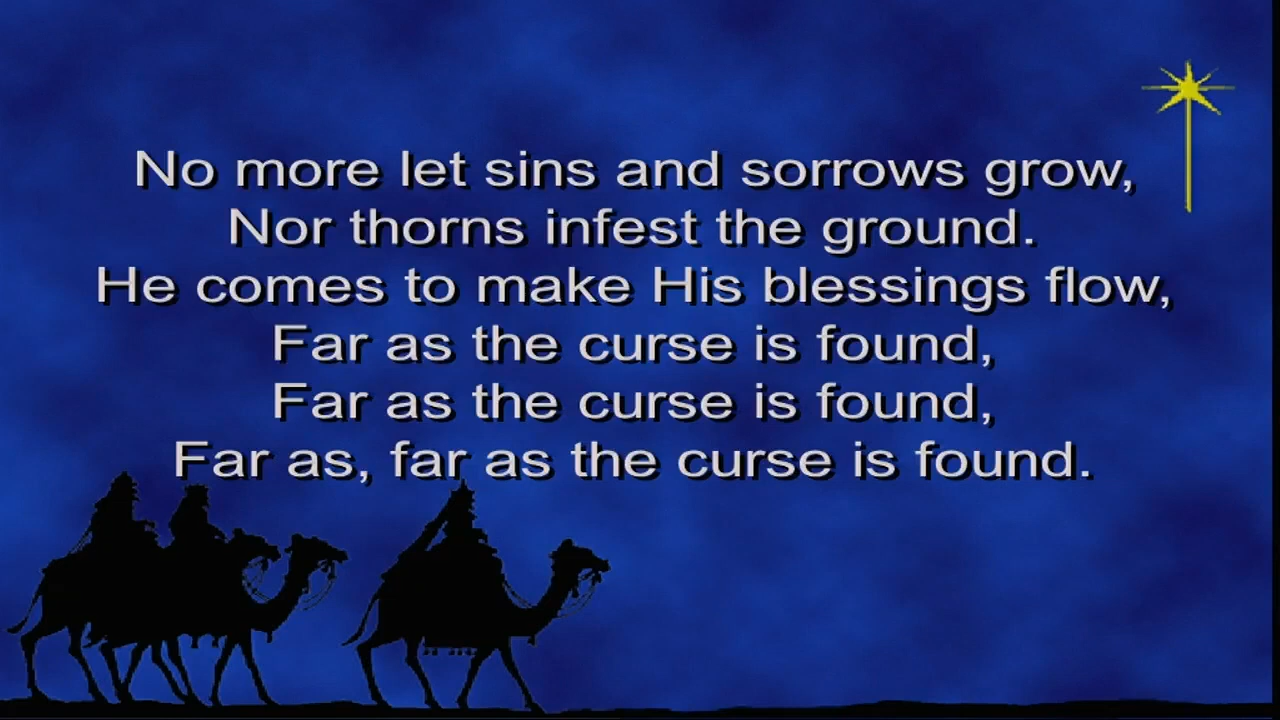 No more let sins and sorrows grow,
Nor thorns infest the ground.
He comes to make His blessings flow,
Far as the curse is found,
Far as the curse is found,
Far as, far as the curse is found.